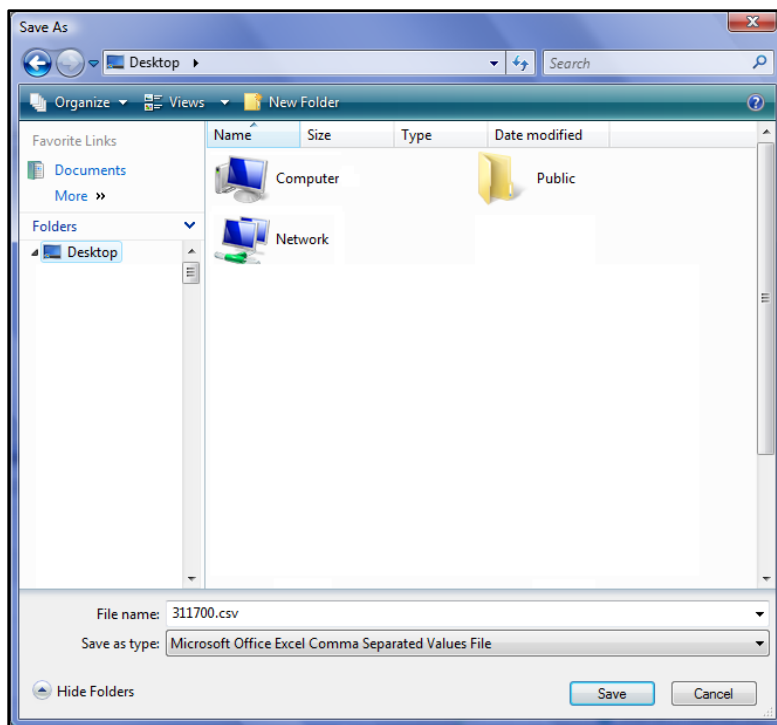 Save As
Desktop
Search
Organize Views New Folder
Favorite Links
Documents
More »
Folders
Desktop
Name Size Type Date modified
Computer Public
Network
File name: 311700.csv
Save as type: Microsoft Office Excel Comma Separated Values File
Hide Folders Save Cancel